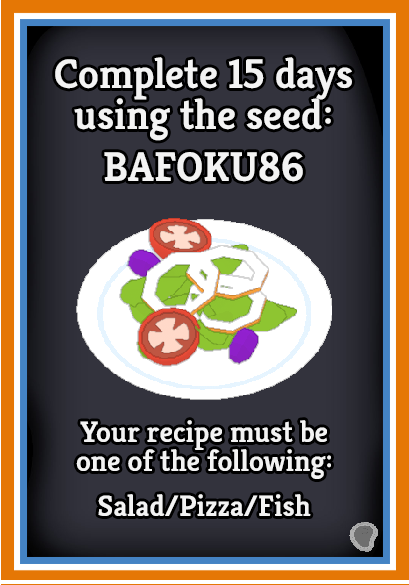 Complete 15 days
using the seed:
BAFOKU86
Your recipe must be
one of the following:
Salad/Pizza/Fish